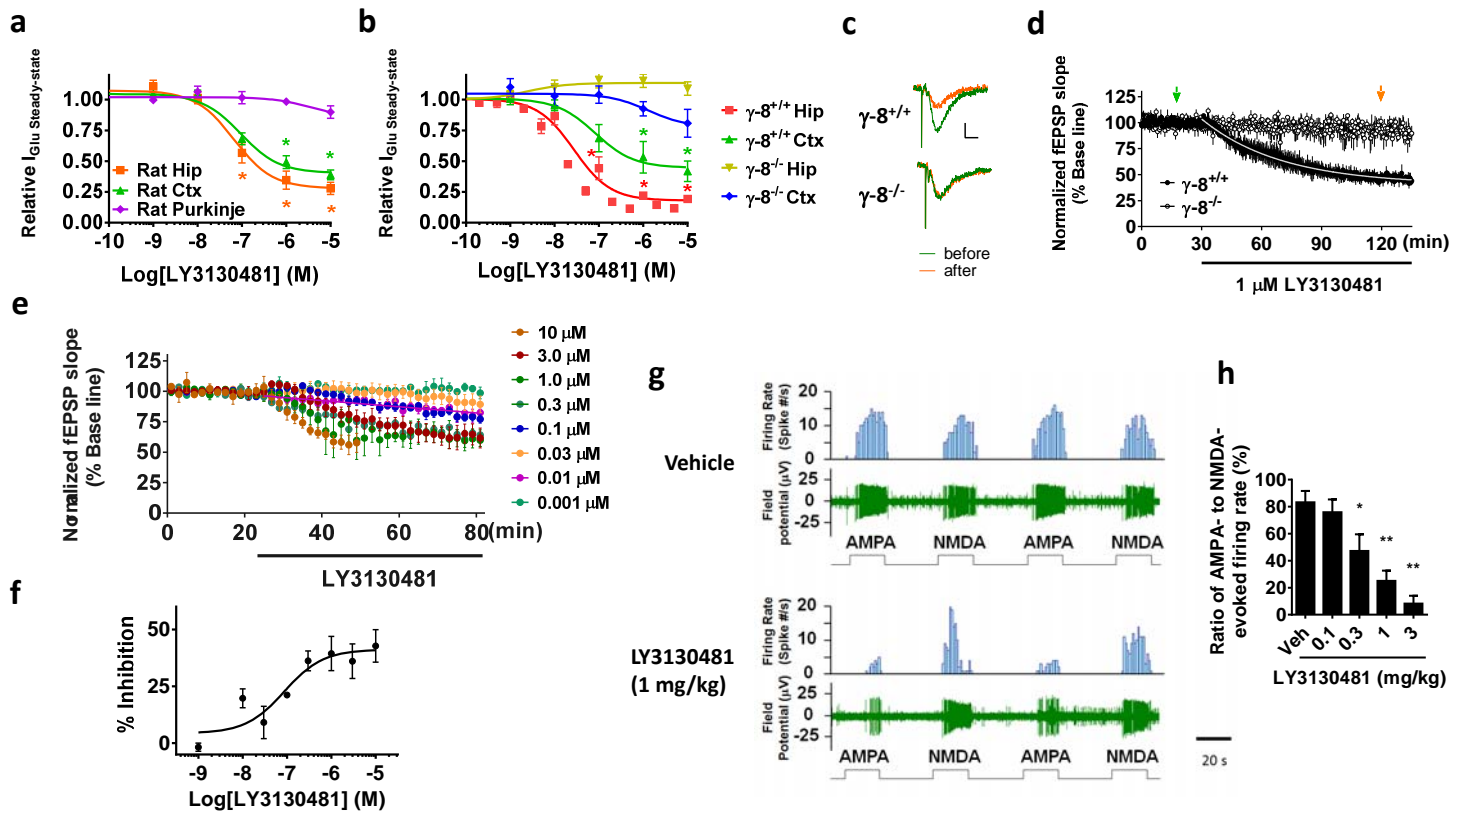 a
Relative I Glu Steady-state
1.00
0.75
0.50
0.25
0.00
Rat Hip
Rat Ctx
Rat Purkinje
* *
* * *
-10 -9 -8 -7 -6 -5
Log[LY3130481] (M)
b
Relative I Glu Steady-state
1.00
0.75
0.50
0.25
0.00
* * * * *
-10 -9 -8 -7 -6 -5
Log[LY3130481] (M)
γ-8+/+ Hip
γ-8+/+ Ctx
γ-8-/- Hip
γ-8-/- Ctx
c
γ-8+/+
γ-8-/-
before
after
d
Normalized fEPSP slope
(% Base line)
125
100
75
50
25
0
γ-8+/+
γ-8-/-
0 30 60 90 120 (min)
1 μM LY3130481
e
Normalized fEPSP slope
(% Base line)
125
100
75
50
25
0
0 20 40 60 80 (min)
LY3130481
10 μM
3.0 μM
1.0 μM
0.3 μM
0.1 μM
0.03 μM
0.01 μM
0.001 μM
f
% Inhibition
50
25
0
-9 -8 -7 -6 -5
Log[LY3130481] (M)
g
Vehicle
Firing Rate
(Spike #/s)
20
10
0
Field
potential (μV)
25
0
-25
AMPA NMDA AMPA NMDA
LY3130481
(1 mg/kg)
Firing Rate
(Spike #/s)
20
10
0
Field
Potential (μV)
25
0
-25
AMPA NMDA AMPA NMDA
20 s
h
Ratio of AMPA- to NMDA-
evoked firing rate (%)
100
80
60
40
20
0
* ** **
Veh 0.1 0.3 1 3
LY3130481 (mg/kg)